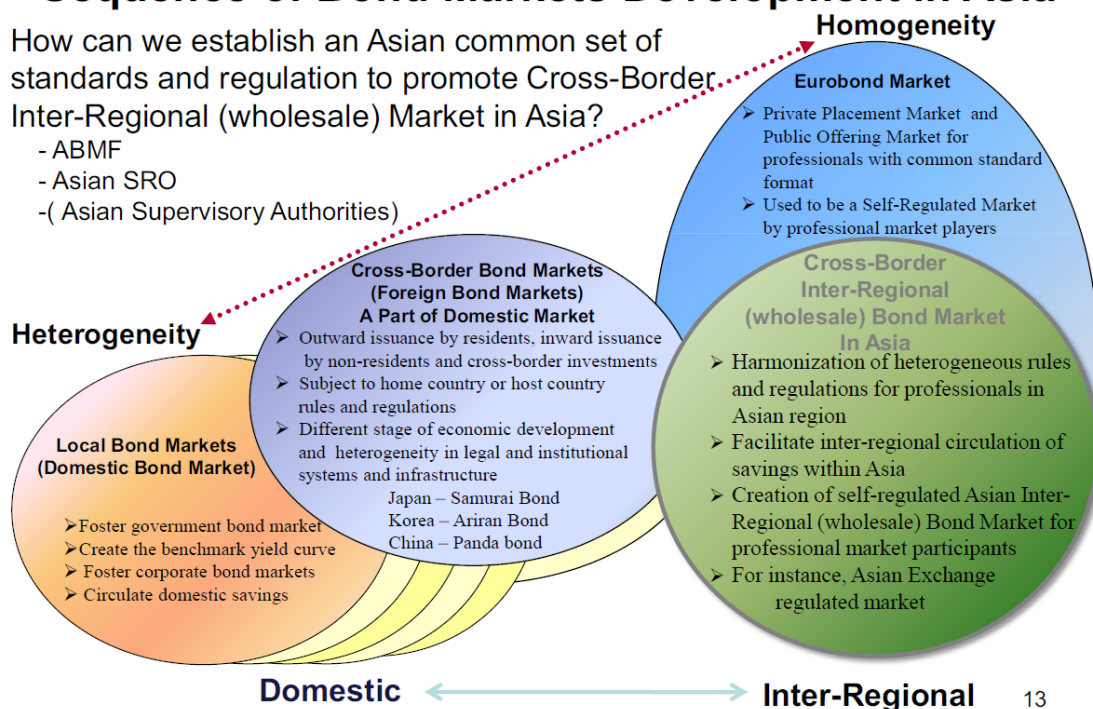 Sequence of Bond Markets Development in Asia
How can we establish an Asian common set of
standards and regulation to promote Cross-Border
Inter-Regional (wholesale) Market in Asia?
- ABMF
- Asian SRO
-( Asian Supervisory Authorities)
Homogeneity
Eurobond Market
➢ Private Placement Market and
Public Offering Market for
professionals with common standard
format
➢ Used to be a Self-Regulated Market
by professional market players
Heterogeneity
Cross-Border Bond Markets
(Foreign Bond Markets)
A Part of Domestic Market
➢ Outward issuance by residents, inward issuance
by non-residents and cross-border investments
➢ Subject to home country or host country
rules and regulations
➢ Different stage of economic development
and heterogeneity in legal and institutional
systems and infrastructure
Japan – Samurai Bond
Korea – Ariran Bond
China – Panda bond
Cross-Border
Inter-Regional
(wholesale) Bond Market
In Asia
➢ Harmonization of heterogeneous rules
and regulations for professionals in
Asian region
➢ Facilitate inter-regional circulation of
savings within Asia
➢ Creation of self-regulated Asian Inter-
Regional (wholesale) Bond Market for
professional market participants
➢ For instance, Asian Exchange
regulated market
Local Bond Markets
(Domestic Bond Market)
➢Foster government bond market
➢Create the benchmark yield curve
➢ Foster corporate bond markets
➢ Circulate domestic savings
Domestic
Inter-Regional
13